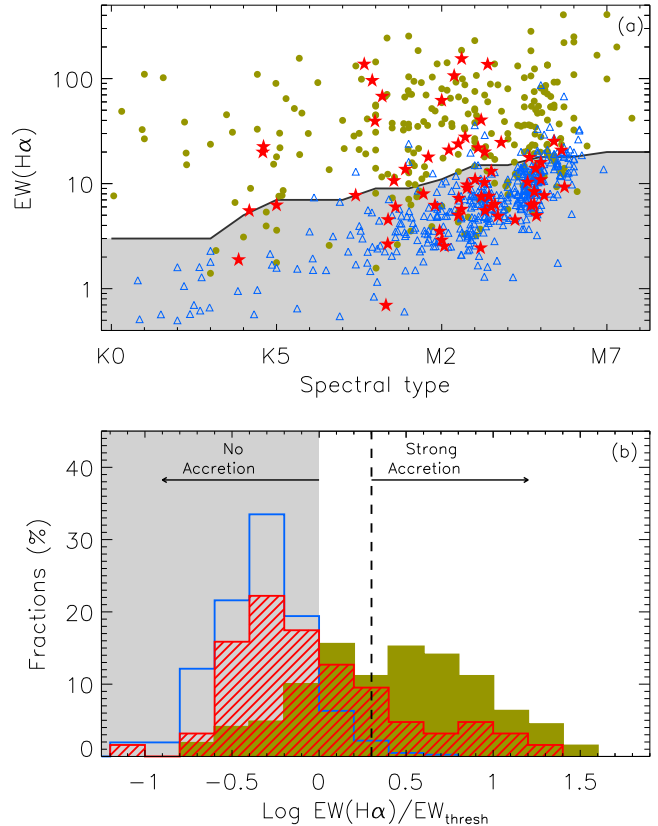 (a)
100
10
1
EW(Hα)
K0 K5 M2 M7
Spectral type
(b)
No
Accretion
Strong
Accretion
40
30
20
10
0
Fractions (%)
−1 −0.5 0 0.5 1 1.5
Log EW(Hα)/EWthresh